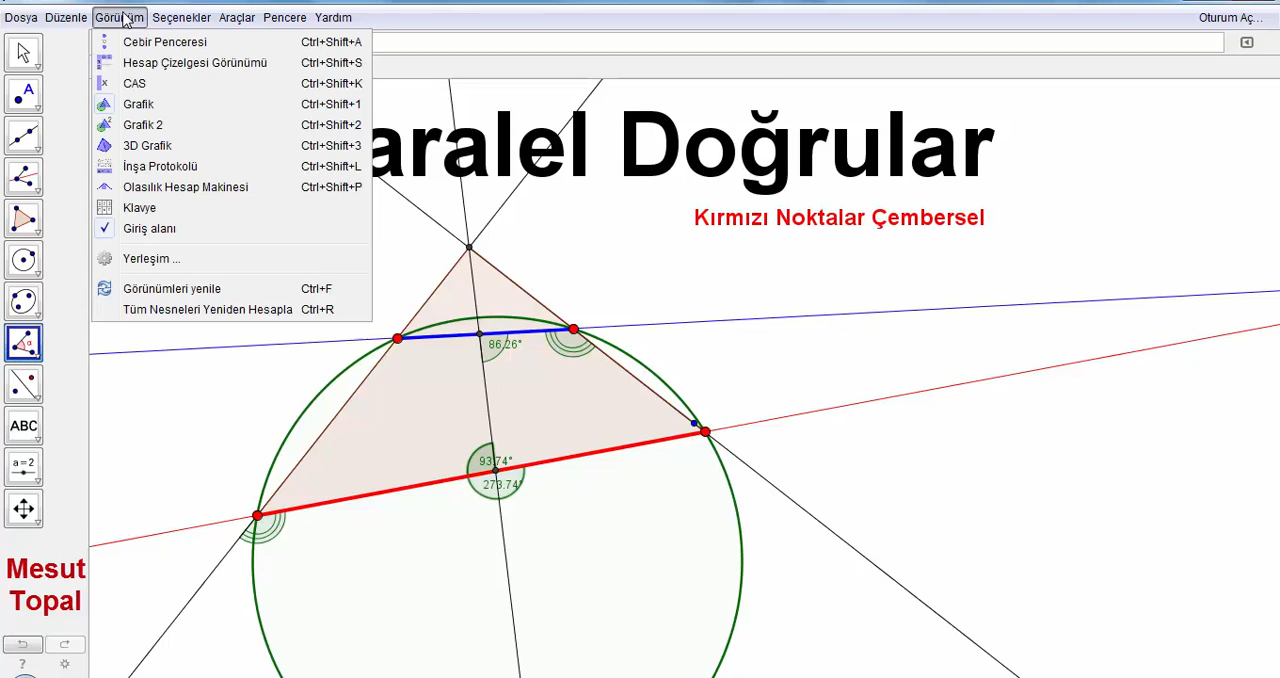 Dosya Düzenle Görünüm Seçenekler Araçlar Pencere Yardım Oturum Aç...
Cebir Penceresi Ctrl+Shift+A
Hesap Çizelgesi Görünümü Ctrl+Shift+S
CAS Ctrl+Shift+K
Grafik Ctrl+Shift+1
Grafik 2 Ctrl+Shift+2
3D Grafik Ctrl+Shift+3
İnşa Protokolü Ctrl+Shift+L
Olasılık Hesap Makinesi Ctrl+Shift+P
Klavye
Giriş alanı
Yerleşim ...
Görünümleri yenile Ctrl+F
Tüm Nesneleri Yeniden Hesapla Ctrl+R
aralel Doğrular
Kırmızı Noktalar Çembersel
86.26°
93.74°
273.74°
A
α
ABC
a=2
Mesut
Topal
?